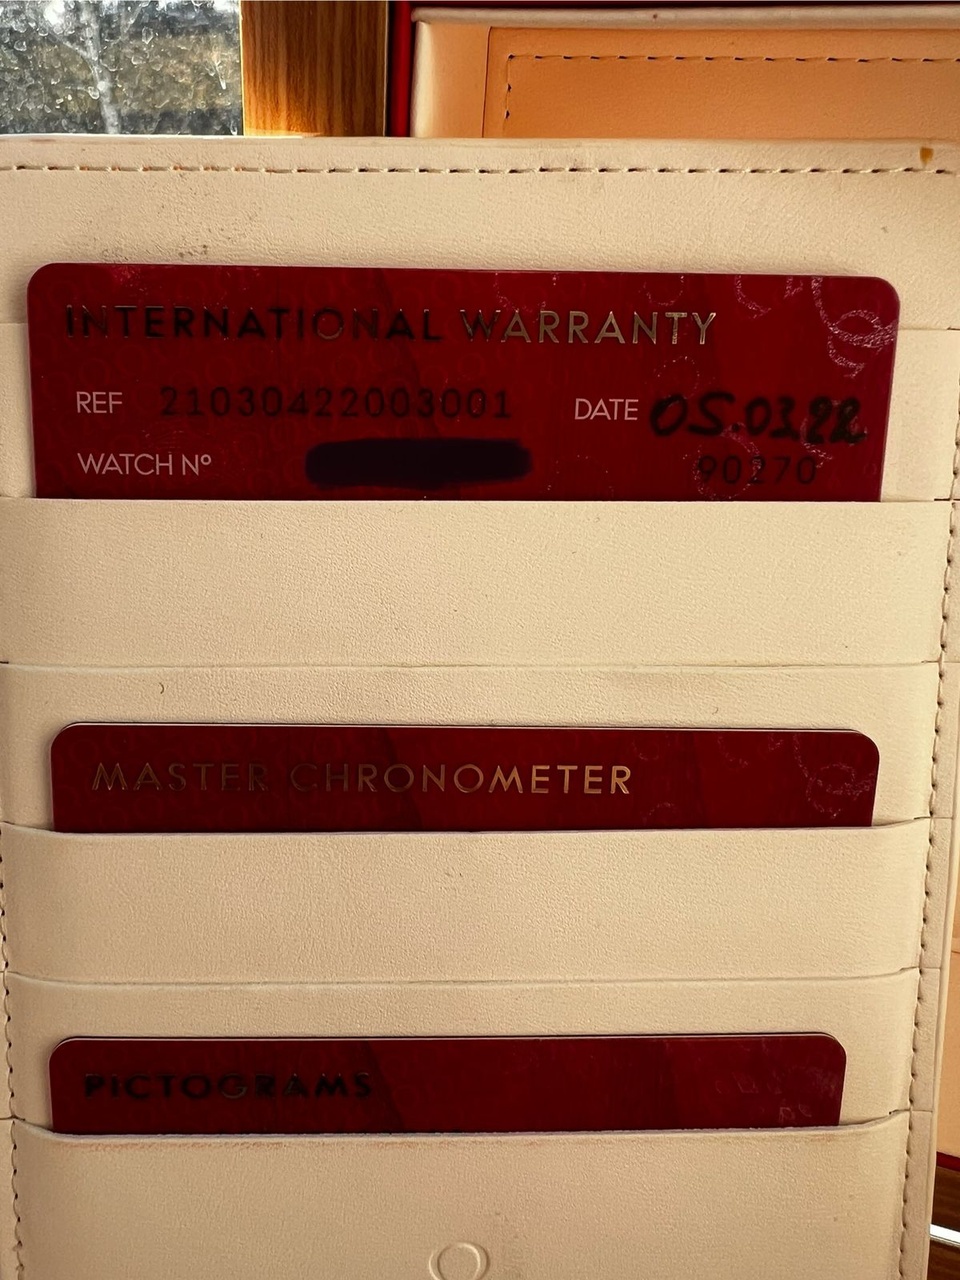 INTERNATIONAL WARRANTY
REF 21030422003001 DATE 05.03.22
WATCH Nº 90270
MASTER CHRONOMETER
PICTOGRAMS